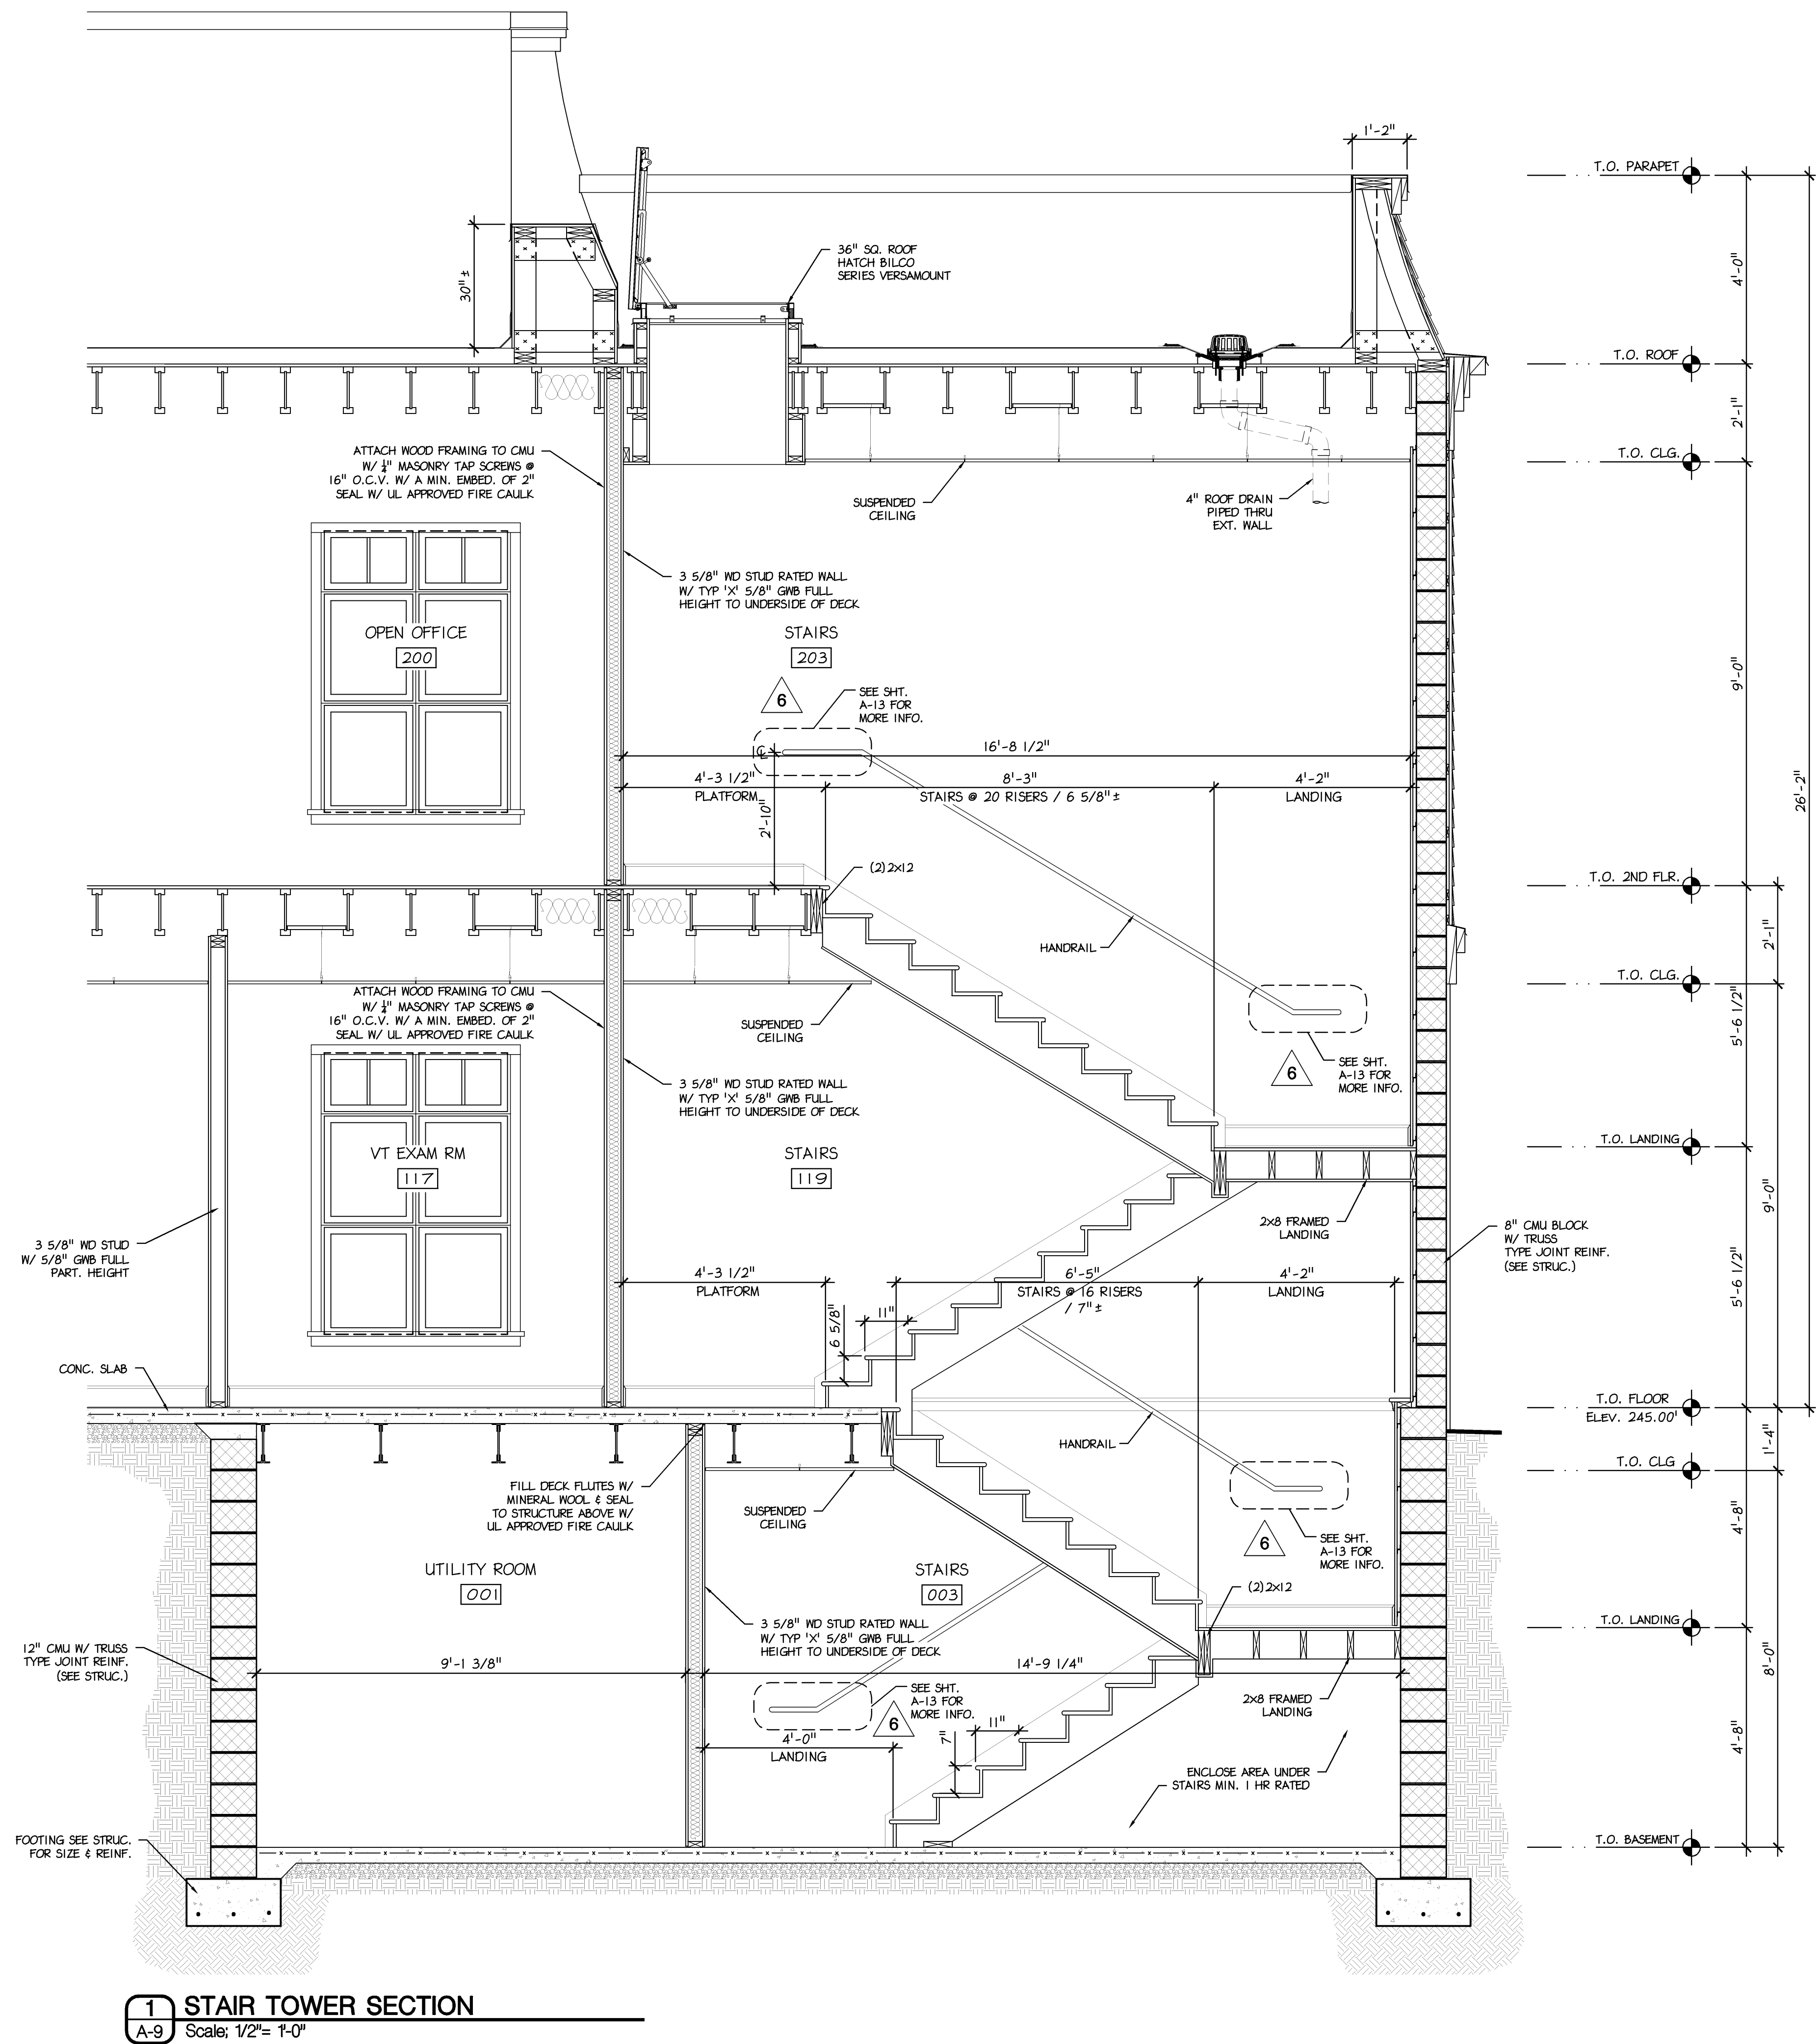 1'-2"
T.O. PARAPET
36" SQ. ROOF
HATCH BILCO
SERIES VERSAMOUNT
30" ±
4'-0"
T.O. ROOF
2'-1"
ATTACH WOOD FRAMING TO CMU
W/ ¼" MASONRY TAP SCREWS @
16" O.C.V. W/ A MIN. EMBED. OF 2"
SEAL W/ UL APPROVED FIRE CAULK
T.O. CLG.
SUSPENDED
CEILING
4" ROOF DRAIN
PIPED THRU
EXT. WALL
3 5/8" WD STUD RATED WALL
W/ TYP 'X' 5/8" GWB FULL
HEIGHT TO UNDERSIDE OF DECK
OPEN OFFICE
200
STAIRS
203
9'-0"
6
SEE SHT.
A-13 FOR
MORE INFO.
16'-8 1/2"
CL
4'-3 1/2"
PLATFORM
8'-3"
STAIRS @ 20 RISERS / 6 5/8" ±
4'-2"
LANDING
2'-10"
26'-2"
(2)2x12
T.O. 2ND FLR.
HANDRAIL
2'-1"
T.O. CLG.
ATTACH WOOD FRAMING TO CMU
W/ ¼" MASONRY TAP SCREWS @
16" O.C.V. W/ A MIN. EMBED. OF 2"
SEAL W/ UL APPROVED FIRE CAULK
SUSPENDED
CEILING
5'-6 1/2"
6
SEE SHT.
A-13 FOR
MORE INFO.
3 5/8" WD STUD RATED WALL
W/ TYP 'X' 5/8" GWB FULL
HEIGHT TO UNDERSIDE OF DECK
VT EXAM RM
117
STAIRS
119
T.O. LANDING
9'-0"
3 5/8" WD STUD
W/ 5/8" GWB FULL
PART. HEIGHT
2x8 FRAMED
LANDING
8" CMU BLOCK
W/ TRUSS
TYPE JOINT REINF.
(SEE STRUC.)
4'-3 1/2"
PLATFORM
6'-5"
STAIRS @ 16 RISERS
/ 7" ±
4'-2"
LANDING
5'-6 1/2"
6 5/8"
11"
CONC. SLAB
T.O. FLOOR
ELEV. 245.00'
HANDRAIL
1'-4"
T.O. CLG
FILL DECK FLUTES W/
MINERAL WOOL & SEAL
TO STRUCTURE ABOVE W/
UL APPROVED FIRE CAULK
SUSPENDED
CEILING
4'-8"
6
SEE SHT.
A-13 FOR
MORE INFO.
UTILITY ROOM
001
STAIRS
003
(2)2x12
3 5/8" WD STUD RATED WALL
W/ TYP 'X' 5/8" GWB FULL
HEIGHT TO UNDERSIDE OF DECK
T.O. LANDING
12" CMU W/ TRUSS
TYPE JOINT REINF.
(SEE STRUC.)
9'-1 3/8"
14'-9 1/4"
8'-0"
SEE SHT.
A-13 FOR
MORE INFO.
6
2x8 FRAMED
LANDING
4'-0"
LANDING
7"
11"
4'-8"
ENCLOSE AREA UNDER
STAIRS MIN. 1 HR RATED
FOOTING SEE STRUC.
FOR SIZE & REINF.
T.O. BASEMENT
1
A-9
STAIR TOWER SECTION
Scale; 1/2"= 1'-0"